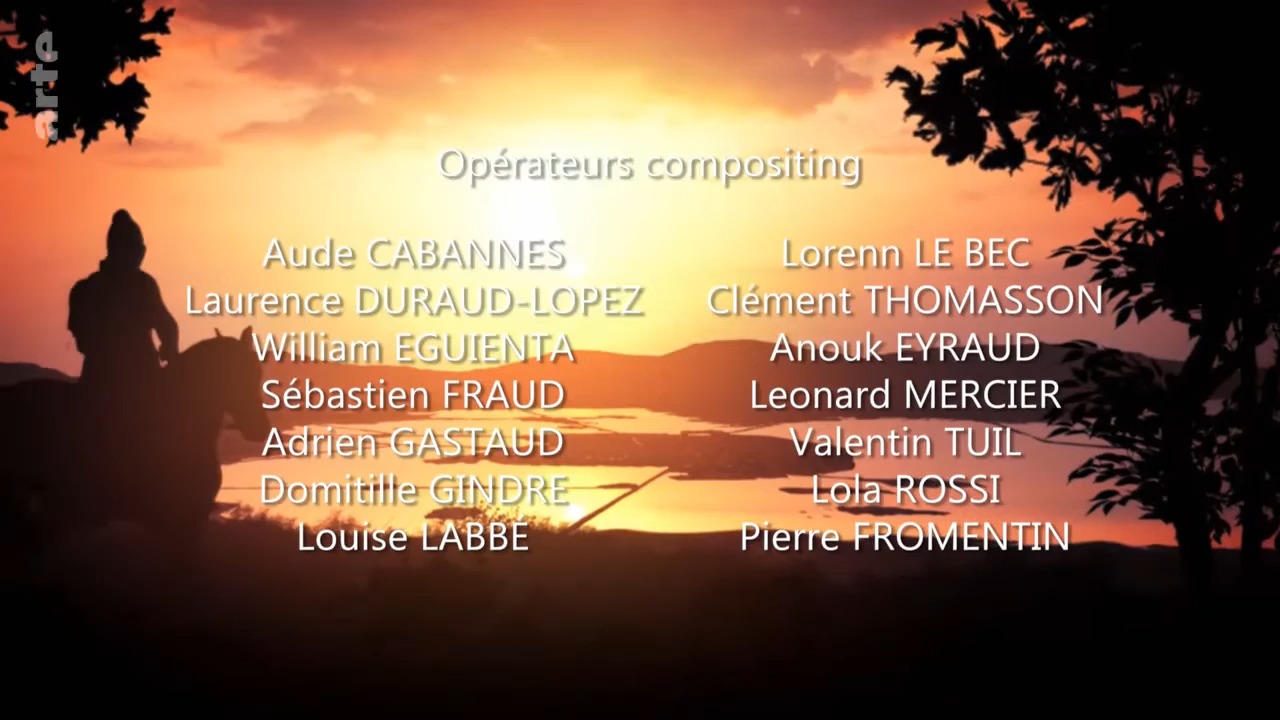 arte
Opérateurs compositing
Aude CABANNES
Laurence DURAUD-LOPEZ
William EGUIENTA
Sébastien FRAUD
Adrien GASTAUD
Domitille GINDRE
Louise LABBÉ
Lorenn LE BEC
Clément THOMASSON
Anouk EYRAUD
Leonard MERCIER
Valentin TUIL
Lola ROSSI
Pierre FROMENTIN